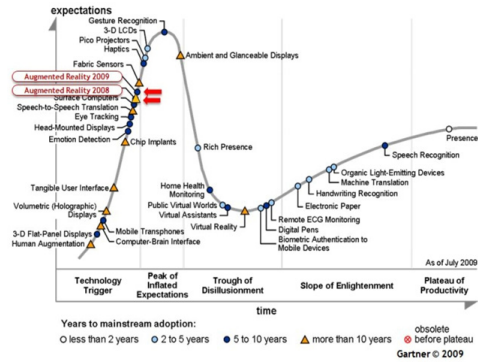 expectations
Gesture Recognition
3-D LCDs
Pico Projectors
Haptics
Ambient and Glanceable Displays
Fabric Sensors
Augmented Reality 2009
Augmented Reality 2008
Surface Computers
Speech-to-Speech Translation
Eye Tracking
Head-Mounted Displays
Emotion Detection
Chip Implants
Rich Presence
Presence
Speech Recognition
Organic Light-Emitting Devices
Machine Translation
Handwriting Recognition
Electronic Paper
Tangible User Interface
Home Health
Monitoring
Public Virtual Worlds
Virtual Assistants
Virtual Reality
Remote ECG Monitoring
Digital Pens
Biometric Authentication to
Mobile Devices
Volumetric (Holographic)
Displays
Mobile Transphones
3-D Flat-Panel Displays
Computer-Brain Interface
Human Augmentation
As of July 2009
Technology
Trigger
Peak of
Inflated
Expectations
Trough of
Disillusionment
Slope of Enlightenment
Plateau of
Productivity
time
Years to mainstream adoption:
less than 2 years
2 to 5 years
5 to 10 years
more than 10 years
obsolete
before plateau
Gartner © 2009